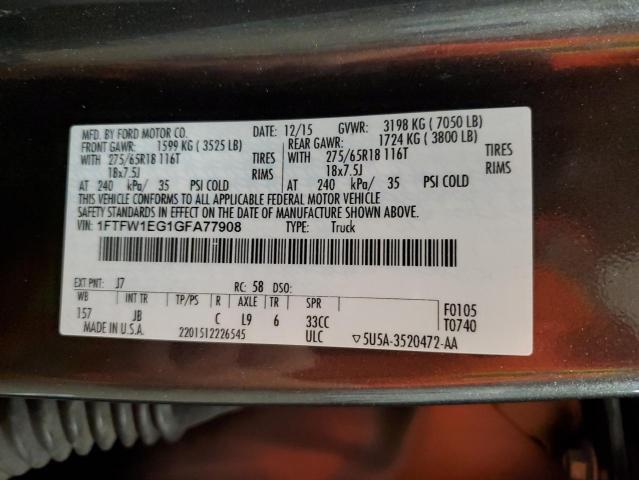 MFD. BY FORD MOTOR CO. DATE: 12/15 GVWR: 3198 KG ( 7050 LB)
FRONT GAWR: 1599 KG ( 3525 LB) REAR GAWR: 1724 KG ( 3800 LB)
WITH 275/65R18 116T TIRES WITH 275/65R18 116T TIRES
18x7.5J RIMS 18x7.5J RIMS
AT 240 kPa/ 35 PSI COLD AT 240 kPa/ 35 PSI COLD
THIS VEHICLE CONFORMS TO ALL APPLICABLE FEDERAL MOTOR VEHICLE
SAFETY STANDARDS IN EFFECT ON THE DATE OF MANUFACTURE SHOWN ABOVE.
VIN: 1FTFW1EG1GFA77908 TYPE: Truck
EXT PNT: J7 RC: 58 DSO:
WB INT TR TP/PS R AXLE TR SPR F0105
157 JB C L9 6 33CC T0740
MADE IN U.S.A. 2201512226545 ULC ▽5U5A-3520472-AA